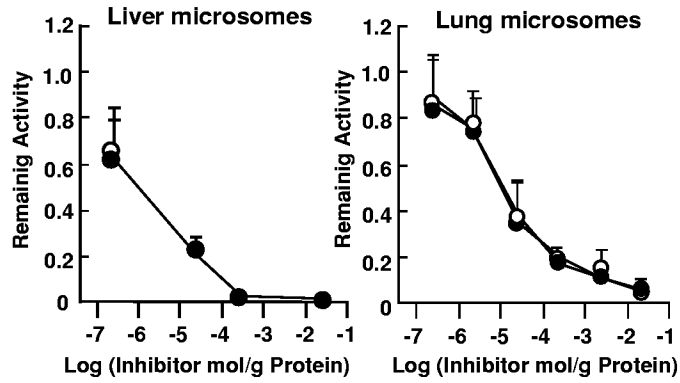 Liver microsomes
Remainig Activity
1.2
1.0
0.8
0.6
0.4
0.2
0
-7 -6 -5 -4 -3 -2 -1
Log (Inhibitor mol/g Protein)
Lung microsomes
Remainig Activity
1.2
1.0
0.8
0.6
0.4
0.2
0
-7 -6 -5 -4 -3 -2 -1
Log (Inhibitor mol/g Protein)